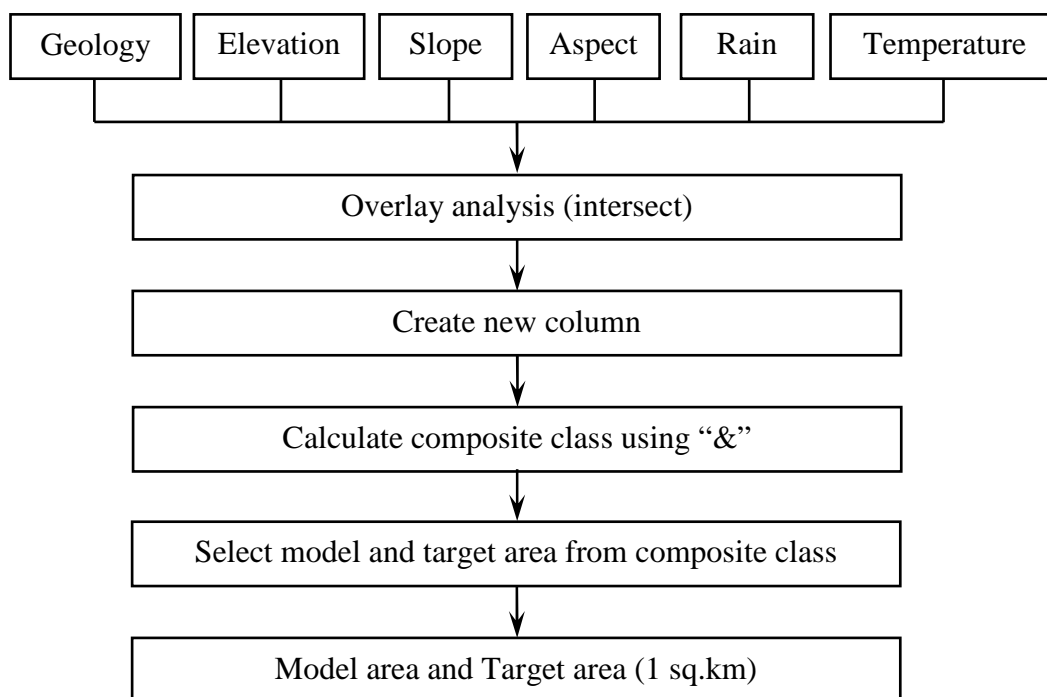 Geology Elevation Slope Aspect Rain Temperature
Overlay analysis (intersect)
Create new column
Calculate composite class using “&”
Select model and target area from composite class
Model area and Target area (1 sq.km)